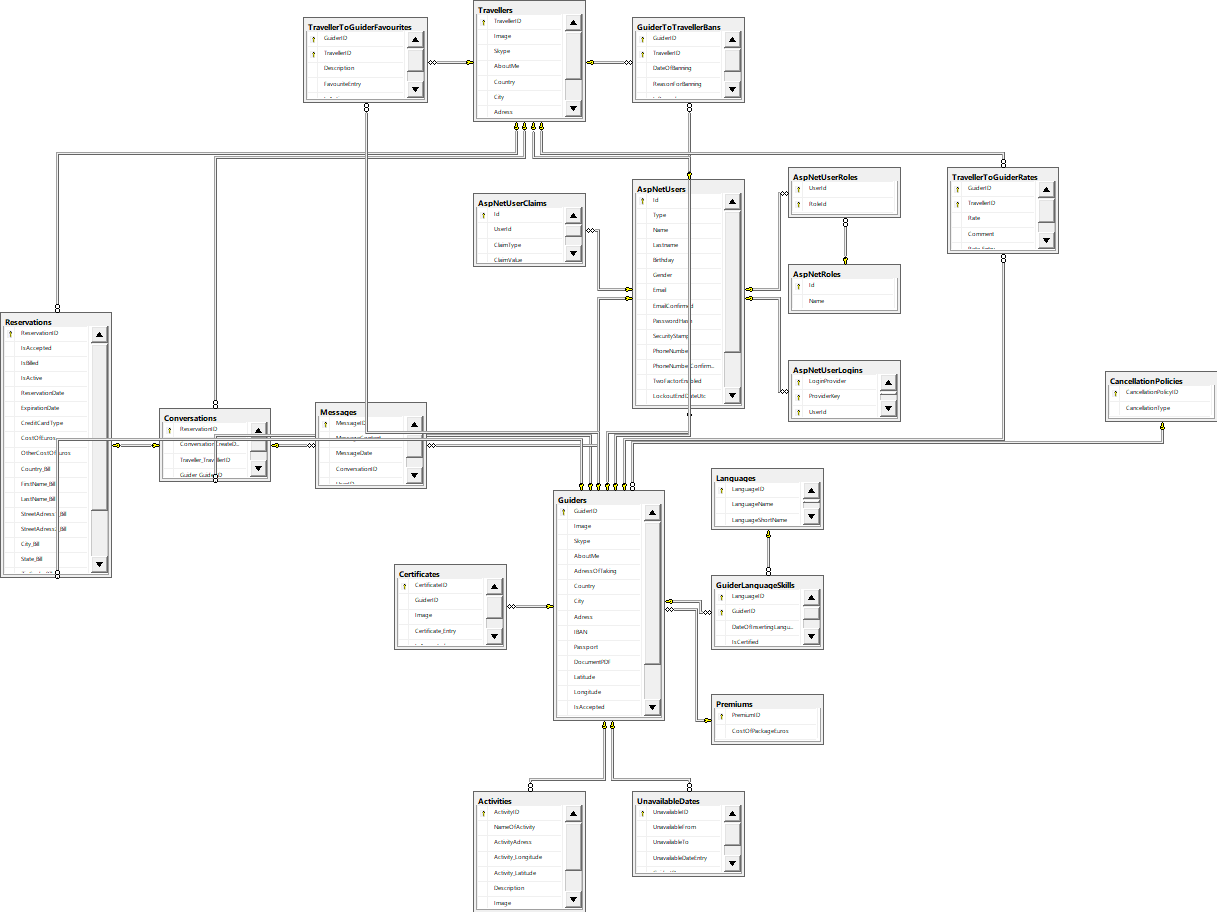 TravellerToGuiderFavourites
GuiderID
TravellerID
Description
FavouriteEntry
Travellers
TravellerID
Image
Skype
AboutMe
Country
City
Adress
GuiderToTravellerBans
GuiderID
TravellerID
DateOfBanning
ReasonForBanning
AspNetUserClaims
Id
UserId
ClaimType
ClaimValue
AspNetUsers
Id
Type
Name
Lastname
Birthday
Gender
Email
EmailConfirmed
PasswordHash
SecurityStamp
PhoneNumber
PhoneNumberConfirm...
TwoFactorEnabled
LockoutEndDateUtc
AspNetUserRoles
UserId
RoleId
AspNetRoles
Id
Name
AspNetUserLogins
LoginProvider
ProviderKey
UserId
TravellerToGuiderRates
GuiderID
TravellerID
Rate
Comment
Rate_Entry
CancellationPolicies
CancellationPolicyID
CancellationType
Reservations
ReservationID
IsAccepted
IsBilled
IsActive
ReservationDate
ExpirationDate
CreditCardType
CostOfEuros
OtherCostOfEuros
Country_Bill
FirstName_Bill
LastName_Bill
StreetAdress1_Bill
StreetAdress2_Bill
City_Bill
State_Bill
Conversations
ReservationID
ConversationCreateD...
Traveller_TravellerID
Guider_GuiderID
Messages
MessageID
MessageContent
MessageDate
ConversationID
UserID
Languages
LanguageID
LanguageName
LanguageShortName
Guiders
GuiderID
Image
Skype
AboutMe
AdressOfTaking
Country
City
Adress
IBAN
Passport
DocumentPDF
Latitude
Longitude
IsAccepted
Certificates
CertificateID
GuiderID
Image
Certificate_Entry
GuiderLanguageSkills
LanguageID
GuiderID
DateOfInsertingLangu...
IsCertified
Premiums
PremiumID
CostOfPackageEuros
Activities
ActivityID
NameOfActivity
ActivityAdress
Activity_Longitude
Activity_Latitude
Description
Image
UnavailableDates
UnavailableID
UnavailableFrom
UnavailableTo
UnavailableDateEntry